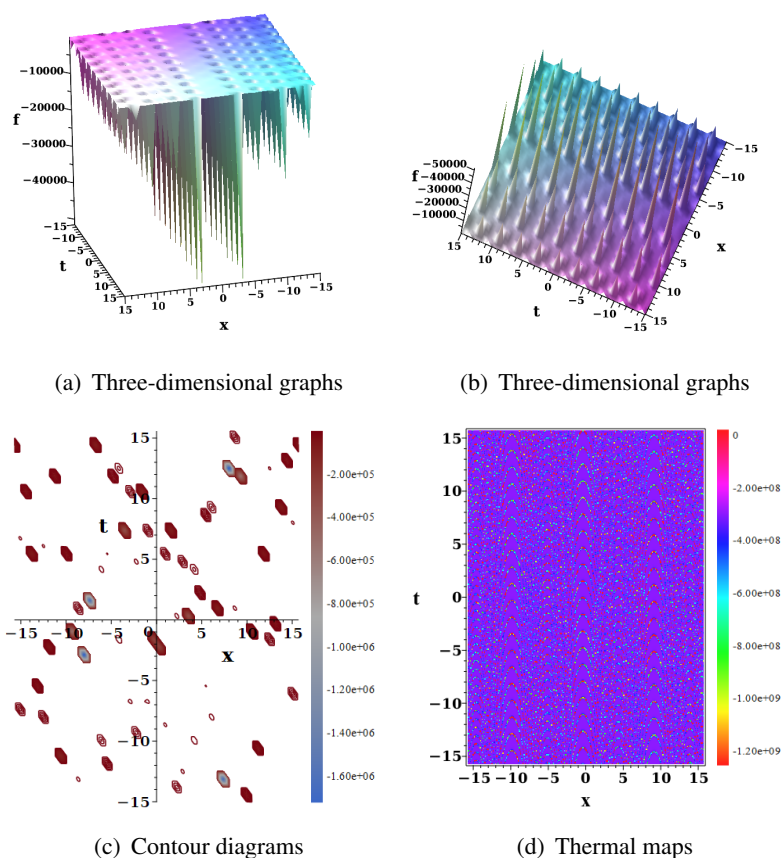 −10000
−20000
f
−30000
−40000
−15
−10
−5
t
0
5
10
15
15 10 5 0 −5 −10 −15
x
−50000
f −40000
−30000
−20000
−10000
15
10
5
0
−5
−10
−15
t
−15
−10
−5
0
x
5
10
(a) Three-dimensional graphs
(b) Three-dimensional graphs
15
10
t
5
−15 −10 −5 0 5 10 15
x
−5
−10
−15
-2.00e+05
-4.00e+05
-6.00e+05
-8.00e+05
-1.00e+06
-1.20e+06
-1.40e+06
-1.60e+06
15
10
5
t 0
−5
−10
−15
−15 −10 −5 0 5 10 15
x
0
-2.00e+08
-4.00e+08
-6.00e+08
-8.00e+08
-1.00e+09
-1.20e+09
(c) Contour diagrams
(d) Thermal maps